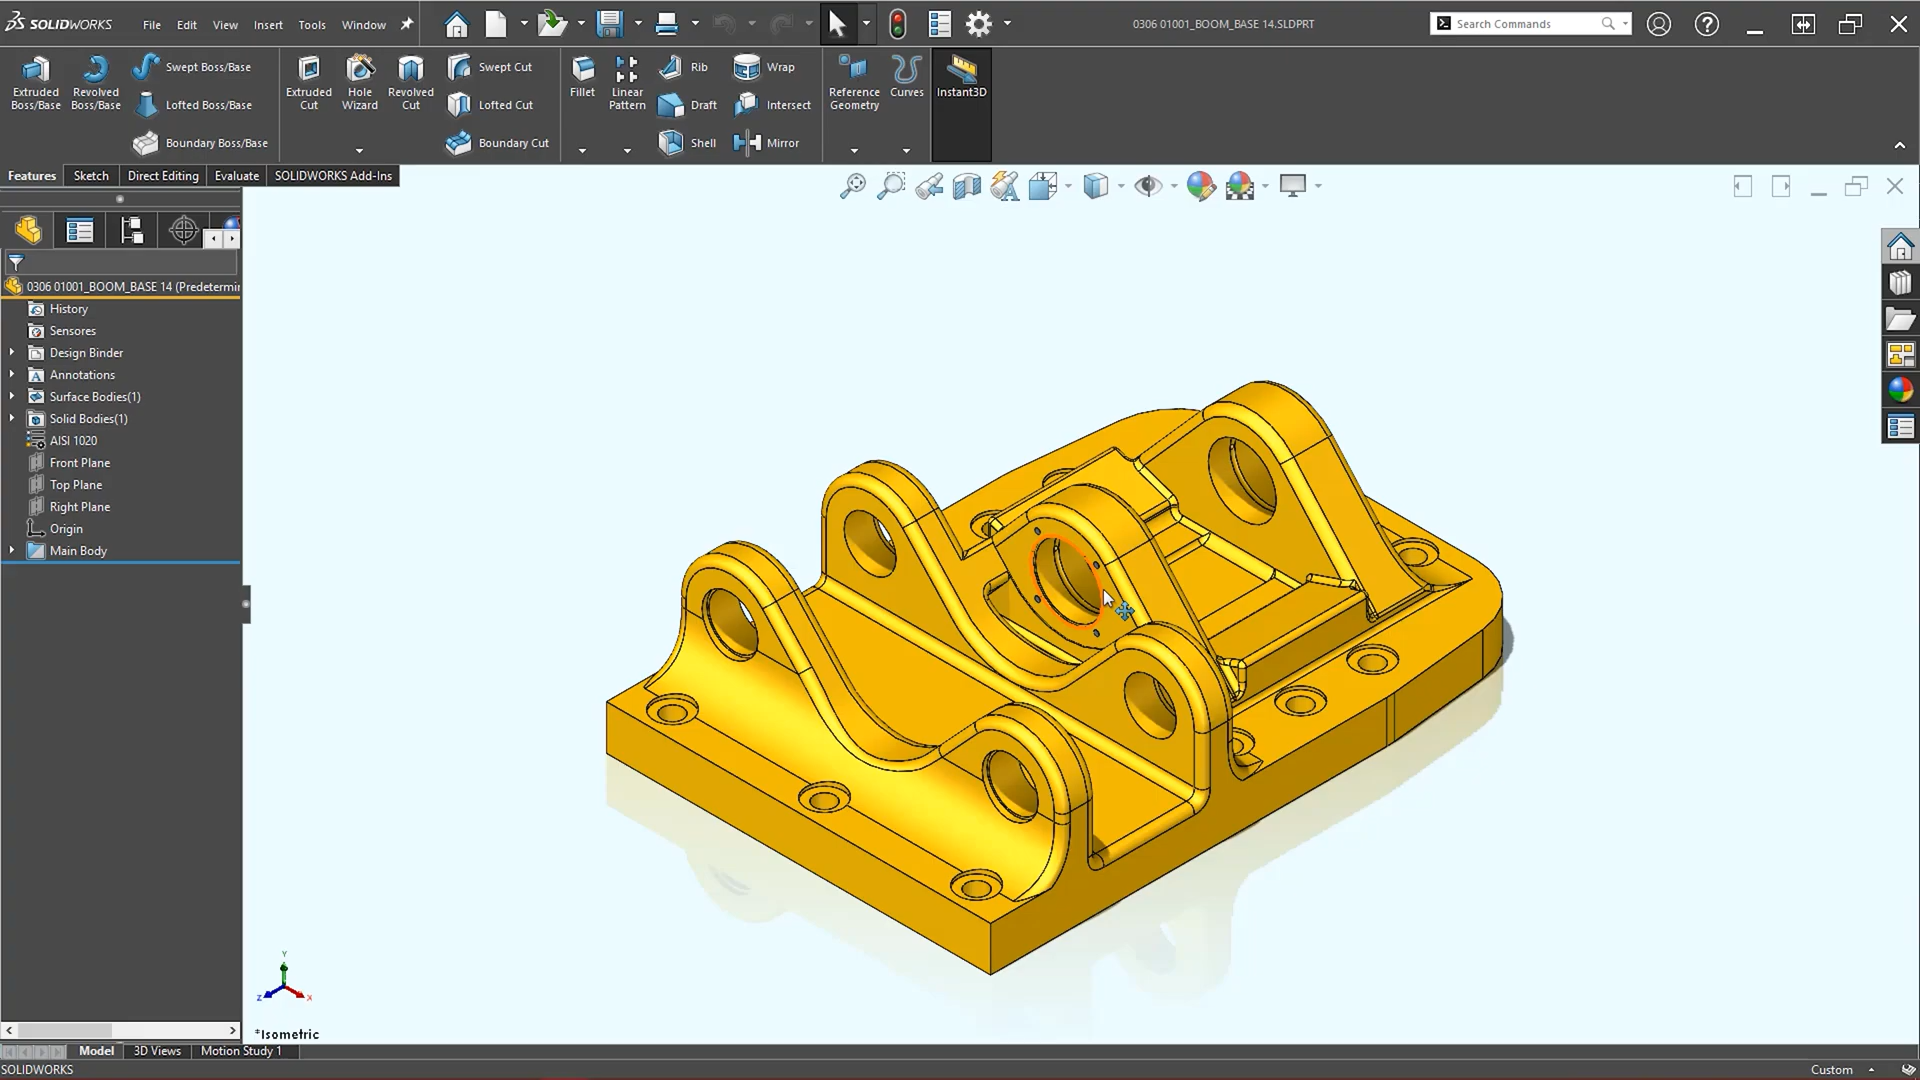 SOLIDWORKS
File Edit View Insert Tools Window
0306 01001_BOOM_BASE 14.SLDPRT
Search Commands
Extruded Boss/Base
Revolved Boss/Base
Swept Boss/Base
Lofted Boss/Base
Boundary Boss/Base
Extruded Cut
Hole Wizard
Revolved Cut
Swept Cut
Lofted Cut
Boundary Cut
Fillet
Linear Pattern
Rib
Draft
Shell
Wrap
Intersect
Mirror
Reference Geometry
Curves
Instant3D
Features Sketch Direct Editing Evaluate SOLIDWORKS Add-Ins
0306 01001_BOOM_BASE 14 (Predetermin
History
Sensores
Design Binder
Annotations
Surface Bodies(1)
Solid Bodies(1)
AISI 1020
Front Plane
Top Plane
Right Plane
Origin
Main Body
Y
Z
X
*Isometric
Model 3D Views Motion Study 1
SOLIDWORKS
Custom